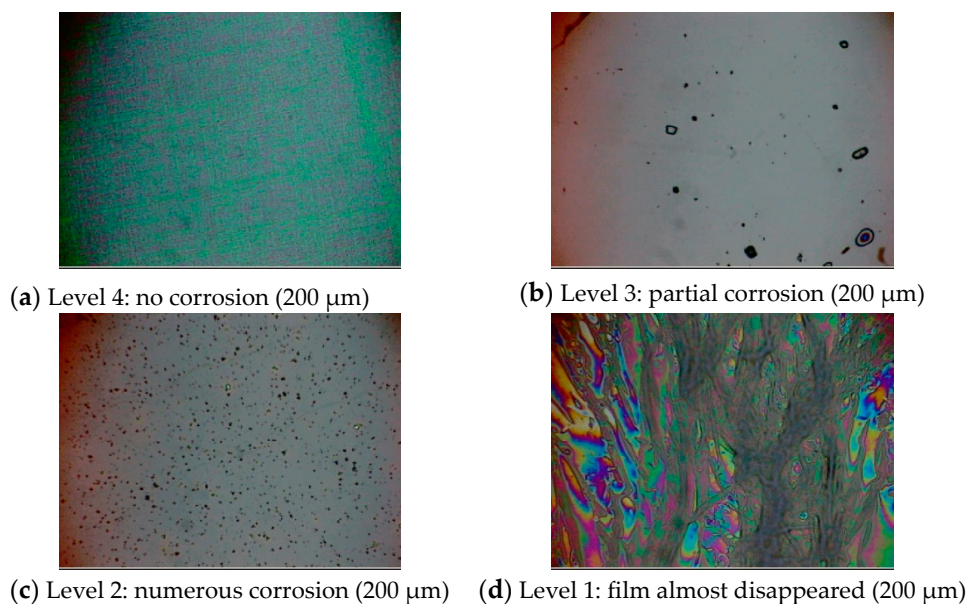 (a) Level 4: no corrosion (200 µm)
(b) Level 3: partial corrosion (200 µm)
(c) Level 2: numerous corrosion (200 µm)
(d) Level 1: film almost disappeared (200 µm)